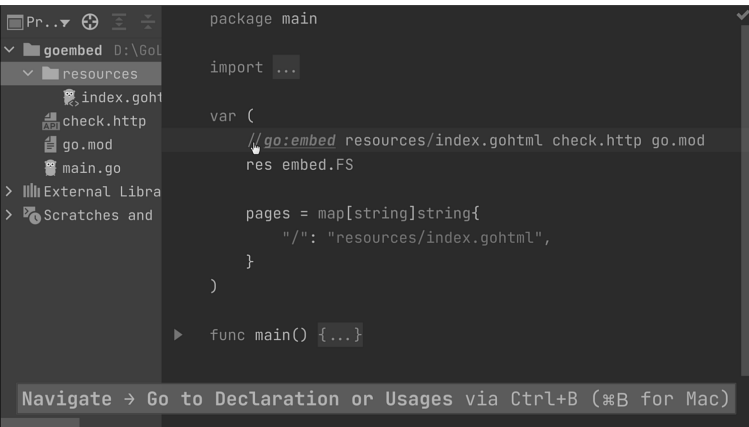 Pr..
goembed D:\GoL
resources
index.goht
check.http
go.mod
main.go
External Libra
Scratches and
package main
import ...
var (
//go:embed resources/index.gohtml check.http go.mod
res embed.FS
pages = map[string]string{
"/": "resources/index.gohtml",
}
)
func main() {...}
Navigate → Go to Declaration or Usages via Ctrl+B (⌘B for Mac)